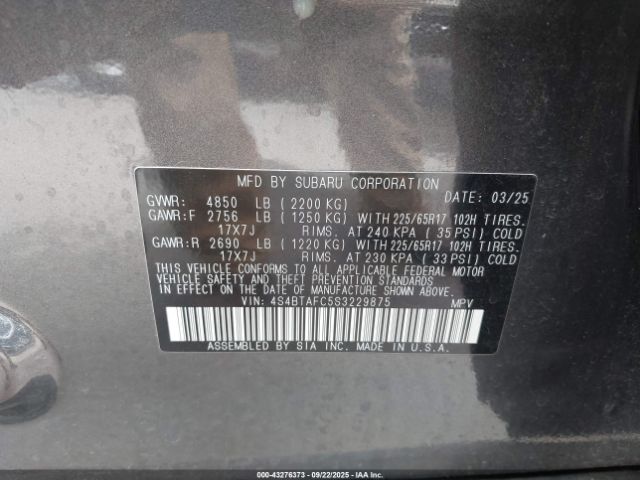 MFD BY SUBARU CORPORATION
GVWR: 4850 LB (2200 KG) DATE: 03/25
GAWR:F 2756 LB (1250 KG) WITH 225/65R17 102H TIRES.
17X7J RIMS. AT 240 KPA (35 PSI) COLD
GAWR:R 2690 LB (1220 KG) WITH 225/65R17 102H TIRES.
17X7J RIMS. AT 230 KPA (33 PSI) COLD
THIS VEHICLE CONFORMS TO ALL APPLICABLE FEDERAL MOTOR
VEHICLE SAFETY AND THEFT PREVENTION STANDARDS
IN EFFECT ON THE DATE OF MANUFACTURE SHOWN ABOVE.
VIN: 4S4BTAFC5S3229875 MPV
ASSEMBLED BY SIA INC. MADE IN U.S.A.
000-43276373 - 09/22/2025 - IAA